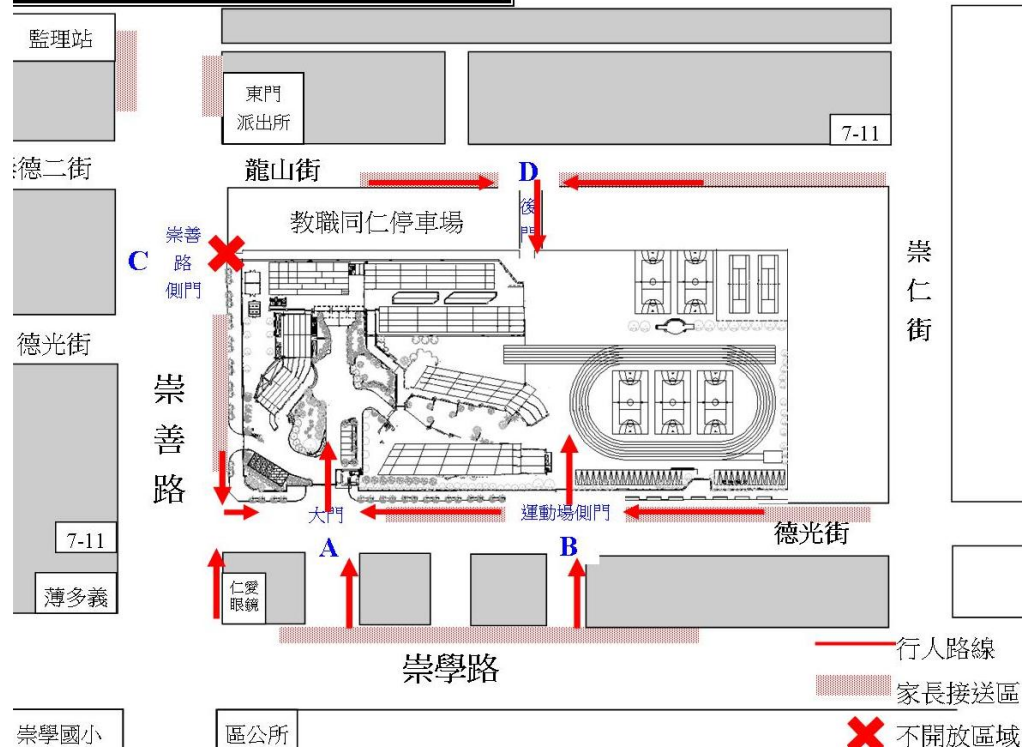 監理站
東門
派出所
7-11
德二街
龍山街
D
後
門
教職同仁停車場
崇善
路
側門
C
崇
仁
街
德光街
崇
善
路
大門
運動場側門
德光街
A
B
7-11
薄多義
仁愛
眼鏡
崇學路
行人路線
家長接送區
不開放區域
崇學國小
區公所